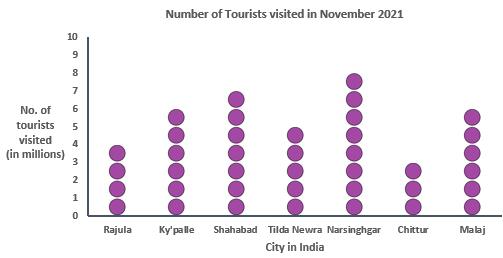 Number of Tourists visited in November 2021
10
9
8
7
6
5
4
3
2
1
0
No. of
tourists
visited
(in millions)
Rajula Ky'palle Shahabad Tilda Newra Narsinghgar Chittur Malaj
City in India